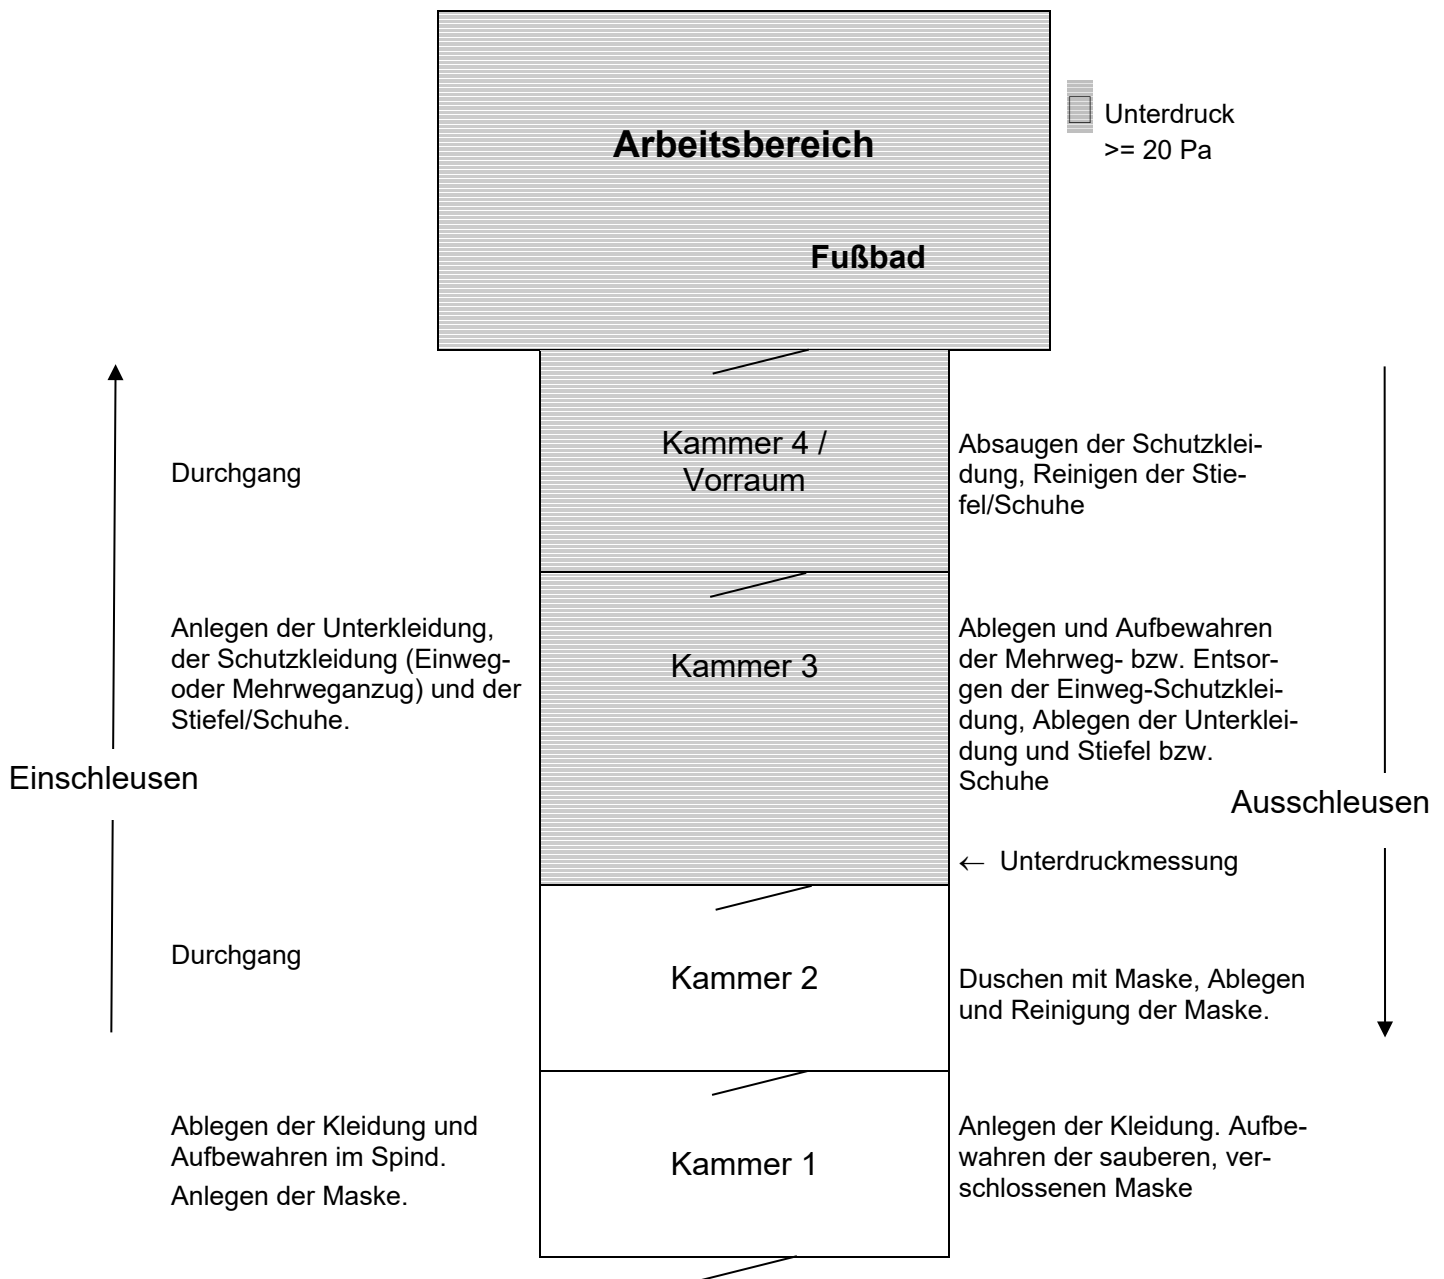 Arbeitsbereich
Unterdruck
>= 20 Pa
Fußbad
Durchgang
Kammer 4 /
Vorraum
Absaugen der Schutzklei-
dung, Reinigen der Stie-
fel/Schuhe
Anlegen der Unterkleidung,
der Schutzkleidung (Einweg-
oder Mehrweganzug) und der
Stiefel/Schuhe.
Kammer 3
Ablegen und Aufbewahren
der Mehrweg- bzw. Entsor-
gen der Einweg-Schutzklei-
dung, Ablegen der Unterklei-
dung und Stiefel bzw.
Schuhe
Einschleusen
Ausschleusen
← Unterdruckmessung
Durchgang
Kammer 2
Duschen mit Maske, Ablegen
und Reinigung der Maske.
Ablegen der Kleidung und
Aufbewahren im Spind.
Anlegen der Maske.
Kammer 1
Anlegen der Kleidung. Aufbe-
wahren der sauberen, ver-
schlossenen Maske